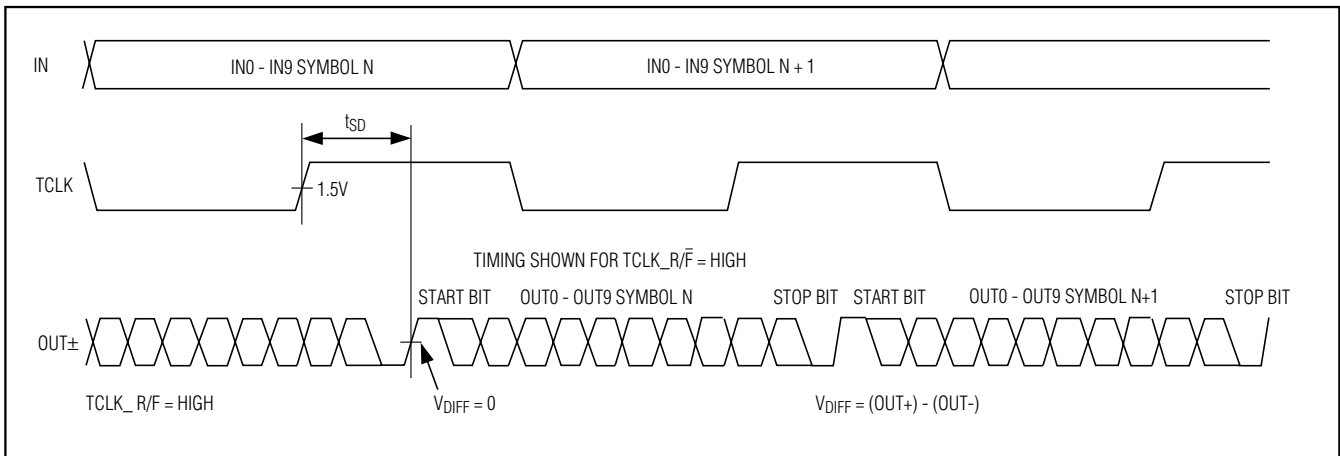 IN
IN0 - IN9 SYMBOL N
IN0 - IN9 SYMBOL N + 1
tSD
TCLK
1.5V
TIMING SHOWN FOR TCLK_R/F̅ = HIGH
START BIT
OUT0 - OUT9 SYMBOL N
STOP BIT
START BIT
OUT0 - OUT9 SYMBOL N+1
STOP BIT
OUT±
TCLK_ R/F = HIGH
VDIFF = 0
VDIFF = (OUT+) - (OUT-)